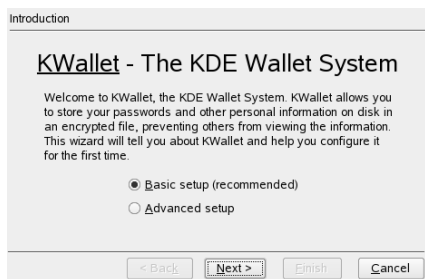 Introduction
KWallet - The KDE Wallet System
Welcome to KWallet, the KDE Wallet System. KWallet allows you
to store your passwords and other personal information on disk in
an encrypted file, preventing others from viewing the information.
This wizard will tell you about KWallet and help you configure it
for the first time.
Basic setup (recommended)
Advanced setup
< Back Next > Finish Cancel